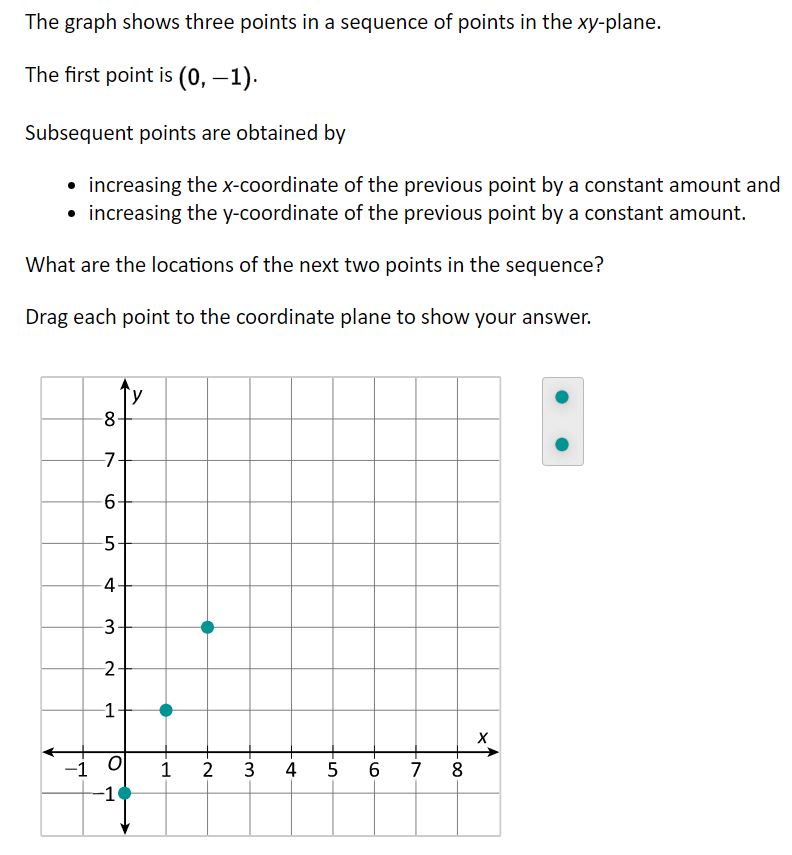 The graph shows three points in a sequence of points in the xy-plane.
The first point is (0, −1).
Subsequent points are obtained by
• increasing the x-coordinate of the previous point by a constant amount and
• increasing the y-coordinate of the previous point by a constant amount.
What are the locations of the next two points in the sequence?
Drag each point to the coordinate plane to show your answer.
y
8
7
6
5
4
3
2
1
x
−1 O 1 2 3 4 5 6 7 8
−1